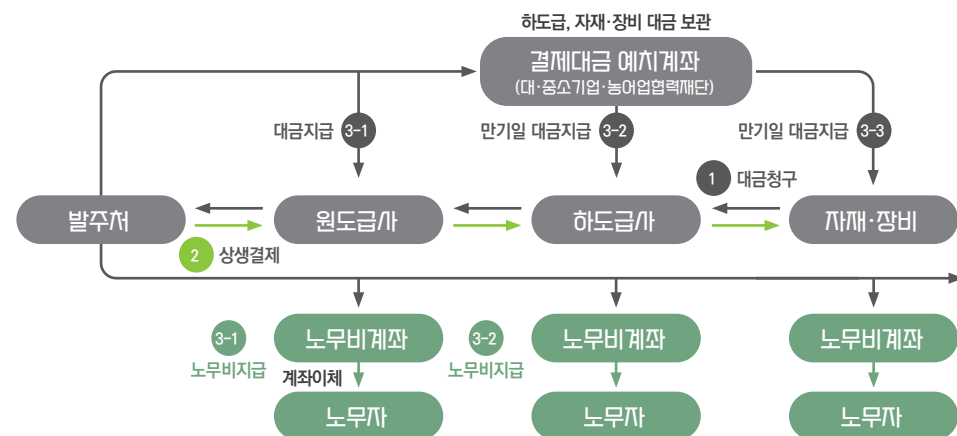 하도급, 자재·장비 대금 보관
결제대금 예치계좌
(대·중소기업·농어업협력재단)
대금지급 3-1
만기일 대금지급 3-2
만기일 대금지급 3-3
1 대금청구
발주처
원도급사
하도급사
자재·장비
2 상생결제
3-1
노무비지급
노무비계좌
3-2
노무비지급
노무비계좌
노무비계좌
계좌이체
노무자
노무자
노무자